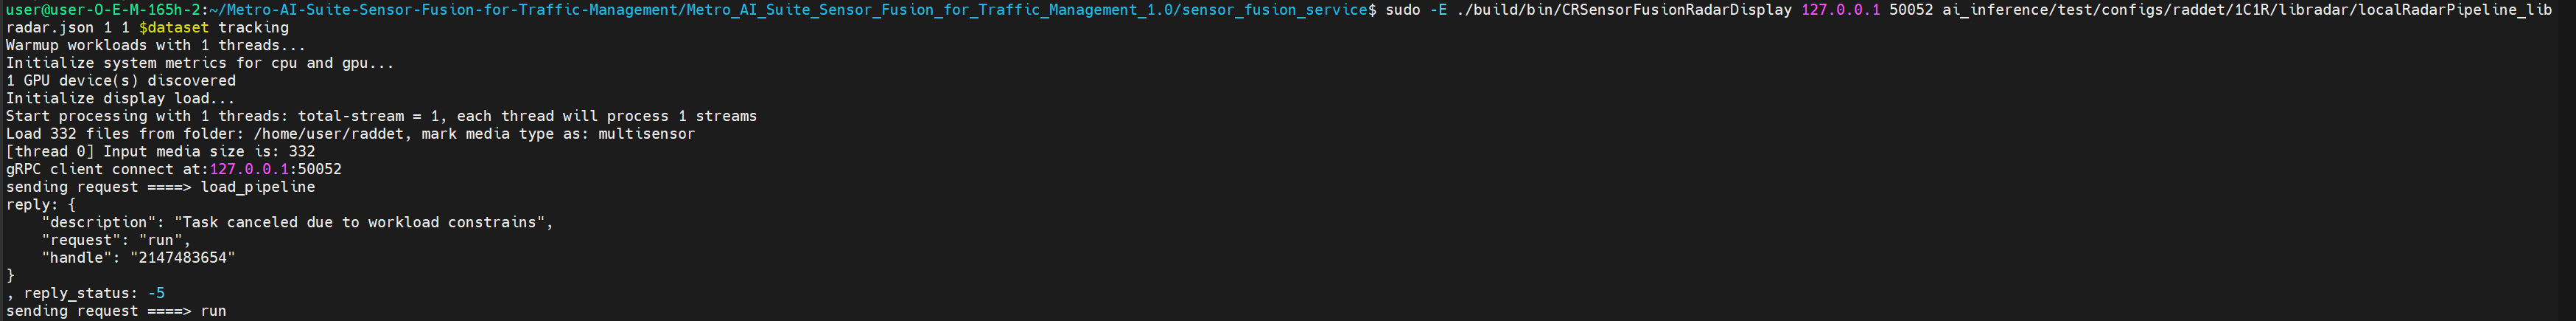 user@user-O-E-M-165h-2:~/Metro-AI-Suite-Sensor-Fusion-for-Traffic-Management/Metro_AI_Suite_Sensor_Fusion_for_Traffic_Management_1.0/sensor_fusion_service$ sudo -E ./build/bin/CRSensorFusionRadarDisplay 127.0.0.1 50052 ai_inference/test/configs/raddet/1C1R/libradar/localRadarPipeline_lib
radar.json 1 1 $dataset tracking
Warmup workloads with 1 threads...
Initialize system metrics for cpu and gpu...
1 GPU device(s) discovered
Initialize display load...
Start processing with 1 threads: total-stream = 1, each thread will process 1 streams
Load 332 files from folder: /home/user/raddet, mark media type as: multisensor
[thread 0] Input media size is: 332
gRPC client connect at:127.0.0.1:50052
sending request ====> load_pipeline
reply: {
    "description": "Task canceled due to workload constrains",
    "request": "run",
    "handle": "2147483654"
}
, reply_status: -5
sending request ====> run